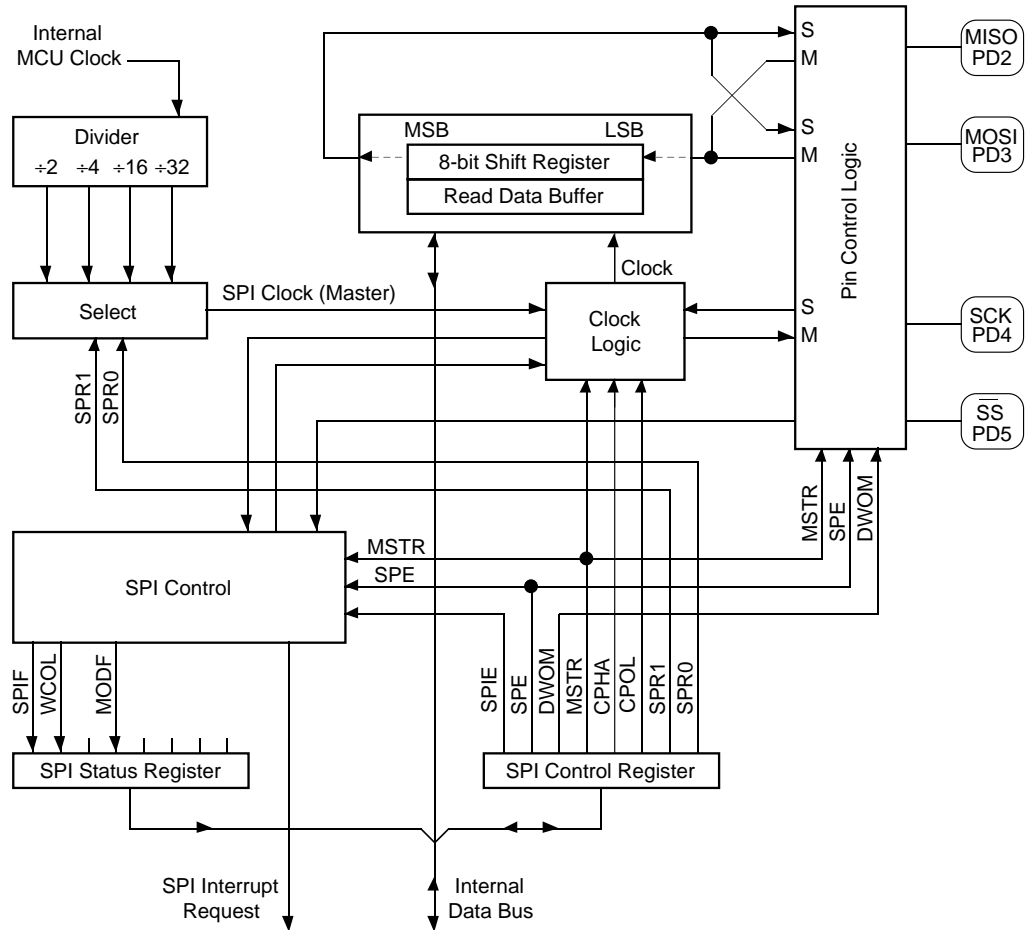 Internal
MCU Clock
Divider
÷2 ÷4 ÷16 ÷32
Select
SPR1
SPR0
SPI Clock (Master)
MSB LSB
8-bit Shift Register
Read Data Buffer
Clock
Clock
Logic
S
M
S
M
S
M
Pin Control Logic
MISO
PD2
MOSI
PD3
SCK
PD4
SS
PD5
MSTR
SPE
DWOM
SPI Control
MSTR
SPE
SPIF
WCOL
MODF
SPI Status Register
SPIE
SPE
DWOM
MSTR
CPHA
CPOL
SPR1
SPR0
SPI Control Register
SPI Interrupt
Request
Internal
Data Bus